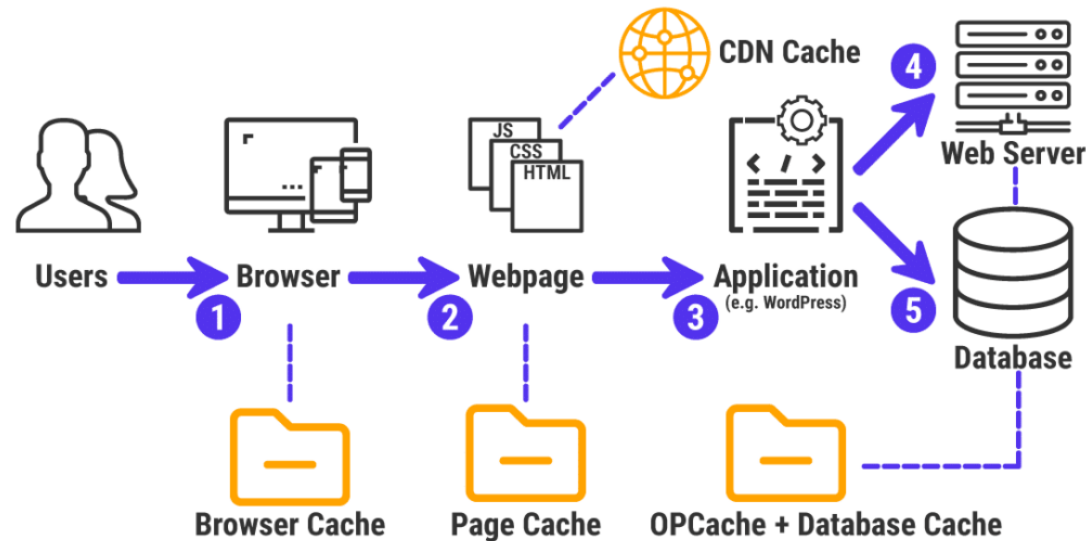 CDN Cache
4
Web Server
JS
CSS
HTML
< / >
Users
Browser
Webpage
Application
(e.g. WordPress)
1
2
3
5
Database
Browser Cache
Page Cache
OPCache + Database Cache